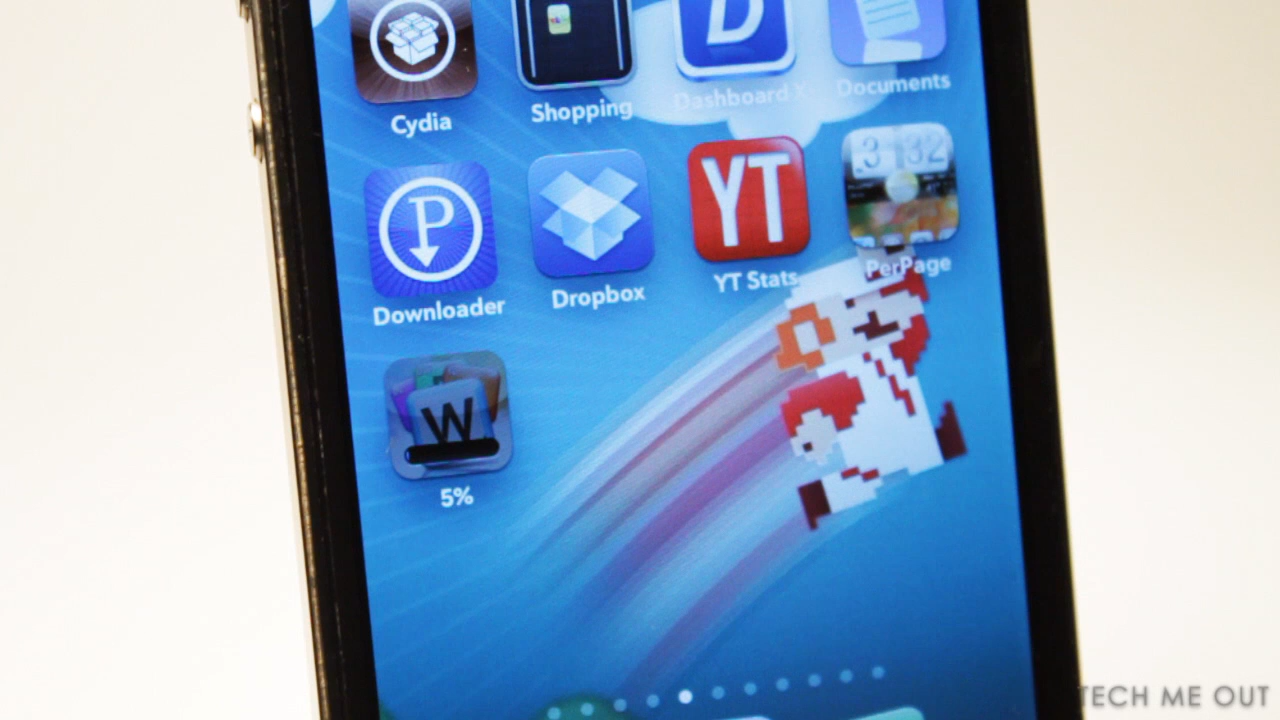 D
Cydia
Shopping
Dashboard X
Documents
P
YT
3 32
Downloader
Dropbox
YT Stats
PerPage
W
5%
TECH ME OUT